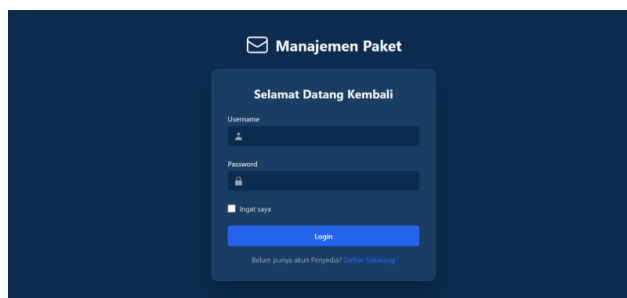 Manajemen Paket
Selamat Datang Kembali
Username
Password
Ingat saya
Login
Belum punya akun Penyedia? Daftar Sekarang